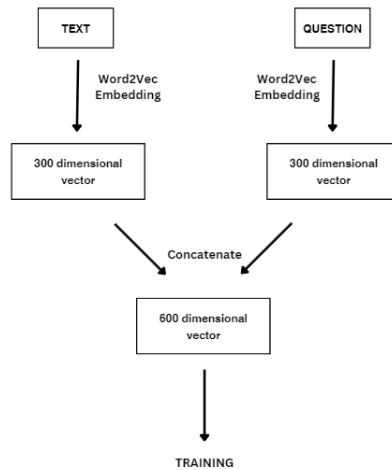 TEXT
QUESTION
Word2Vec
Embedding
Word2Vec
Embedding
300 dimensional
vector
300 dimensional
vector
Concatenate
600 dimensional
vector
TRAINING